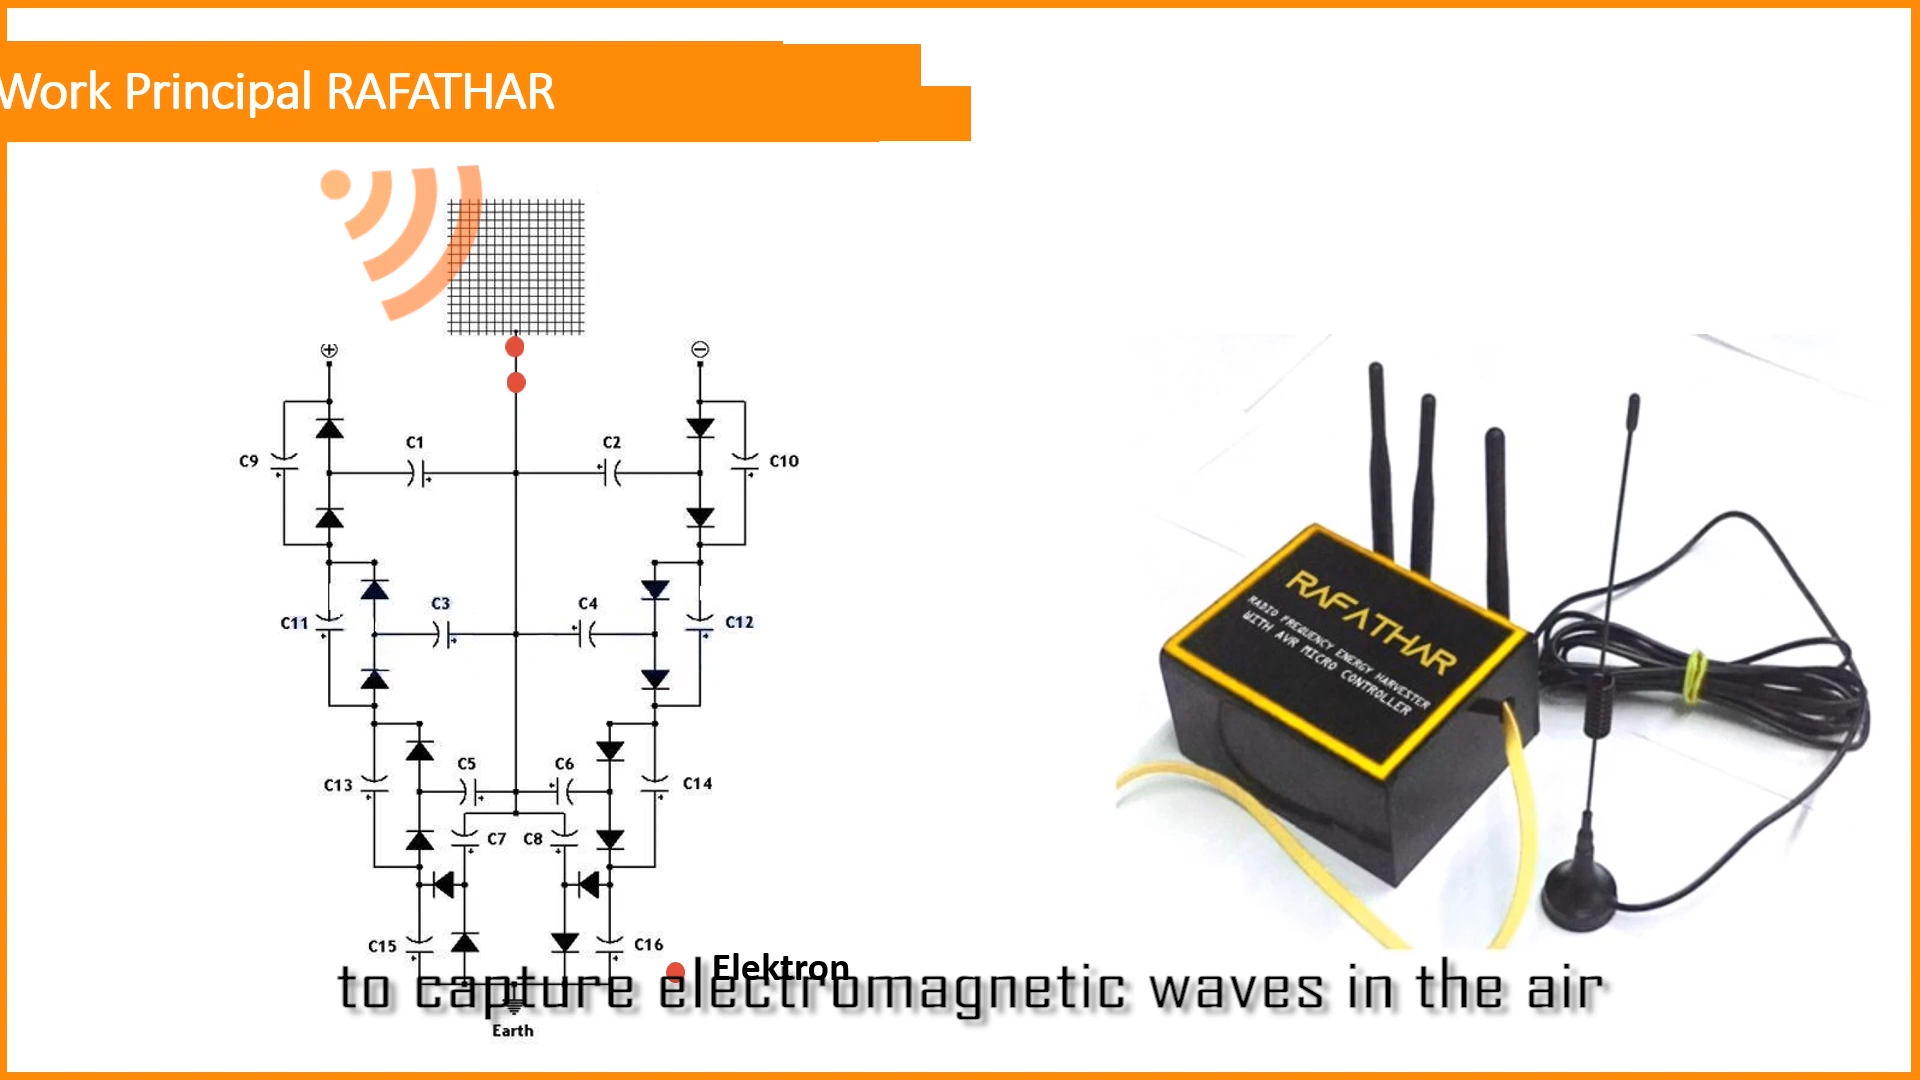 Work Principal RAFATHAR
C1
C2
C9
C10
C3
C4
C11
C12
C5
C6
C13
C14
C7
C8
C15
C16
Elektron
to capture electromagnetic waves in the air
Earth
RAFATHAR
RADIO FREQUENCY ENERGY HARVESTER
WITH AVR MICRO CONTROLLER